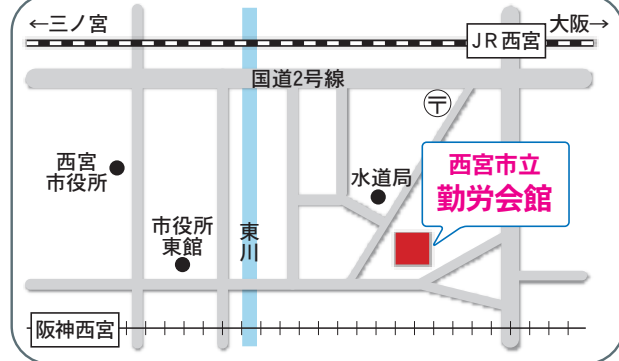 ←三ノ宮
大阪→
JR西宮
国道2号線
〒
西宮
市役所
水道局
西宮市立
勤労会館
市役所
東館
東川
阪神西宮